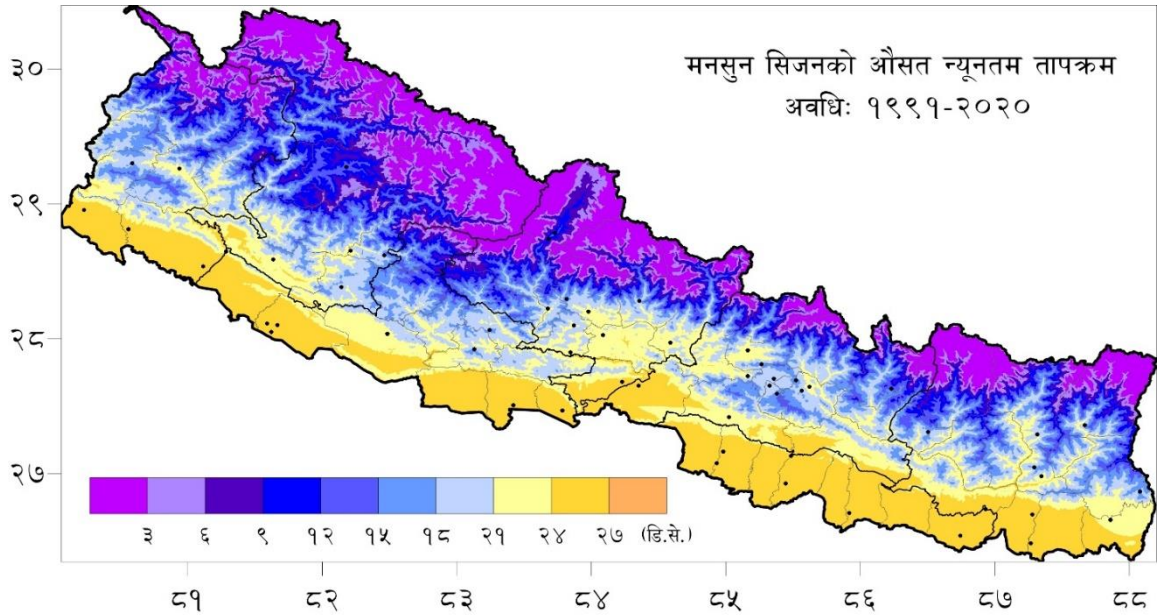 मनसुन सिजनको औसत न्यूनतम तापक्रम
अवधिः १९९१-२०२०
३०
२९
२८
२७
३ ६ ९ १२ १५ १८ २१ २४ २७ (डि.से.)
८१ ८२ ८३ ८४ ८५ ८६ ८७ ८८